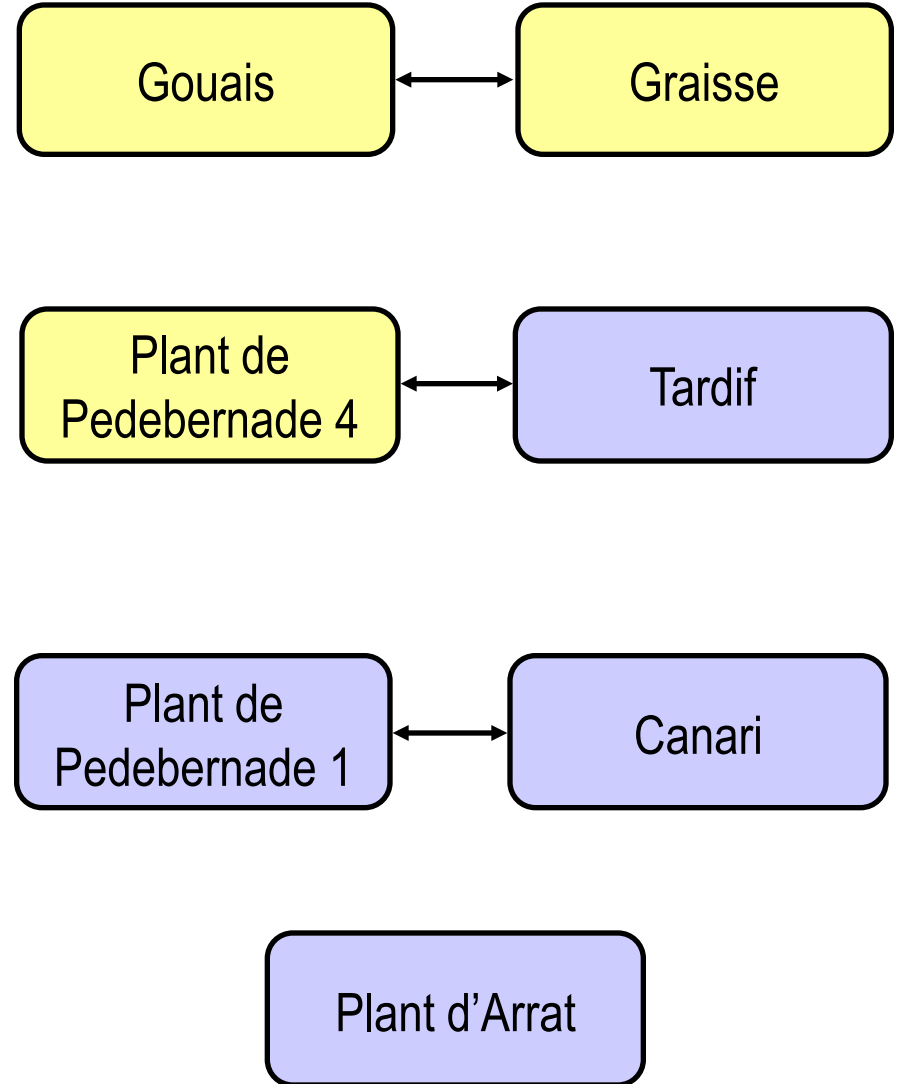 Gouais
Graisse
Plant de
Pedebernade 4
Tardif
Plant de
Pedebernade 1
Canari
Plant d’Arrat